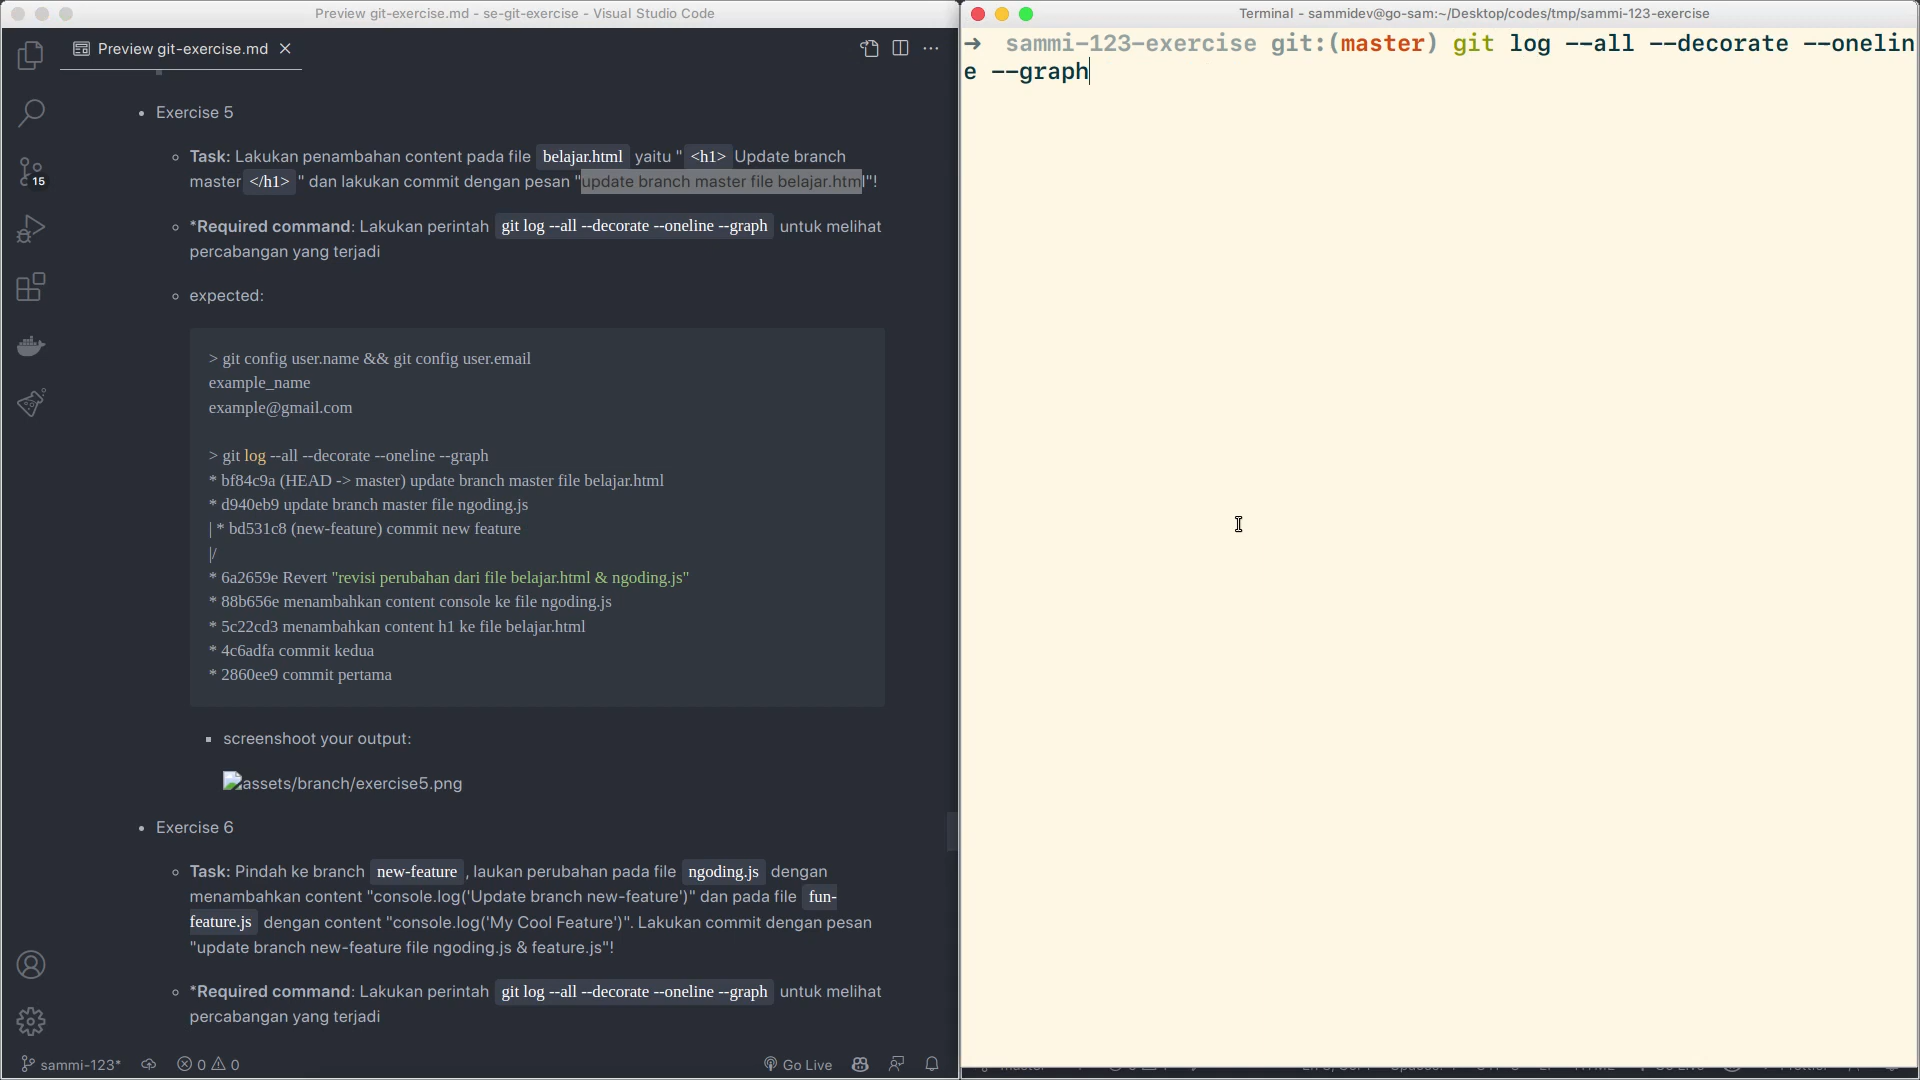 Preview git-exercise.md - se-git-exercise - Visual Studio Code
Preview git-exercise.md
15
Exercise 5
Task: Lakukan penambahan content pada file belajar.html yaitu " <h1> Update branch
master </h1> " dan lakukan commit dengan pesan "update branch master file belajar.html"!
*Required command: Lakukan perintah git log --all --decorate --oneline --graph untuk melihat
percabangan yang terjadi
expected:
> git config user.name && git config user.email
example_name
example@gmail.com
> git log --all --decorate --oneline --graph
* bf84c9a (HEAD -> master) update branch master file belajar.html
* d940eb9 update branch master file ngoding.js
| * bd531c8 (new-feature) commit new feature
|/
* 6a2659e Revert "revisi perubahan dari file belajar.html & ngoding.js"
* 88b656e menambahkan content console ke file ngoding.js
* 5c22cd3 menambahkan content h1 ke file belajar.html
* 4c6adfa commit kedua
* 2860ee9 commit pertama
screenshoot your output:
assets/branch/exercise5.png
Exercise 6
Task: Pindah ke branch new-feature , laukan perubahan pada file ngoding.js dengan
menambahkan content "console.log('Update branch new-feature')" dan pada file fun-
feature.js dengan content "console.log('My Cool Feature')". Lakukan commit dengan pesan
"update branch new-feature file ngoding.js & feature.js"!
*Required command: Lakukan perintah git log --all --decorate --oneline --graph untuk melihat
percabangan yang terjadi
sammi-123* 0 0 Go Live
Terminal - sammidev@go-sam:~/Desktop/codes/tmp/sammi-123-exercise
→ sammi-123-exercise git:(master) git log --all --decorate --onelin
e --graph